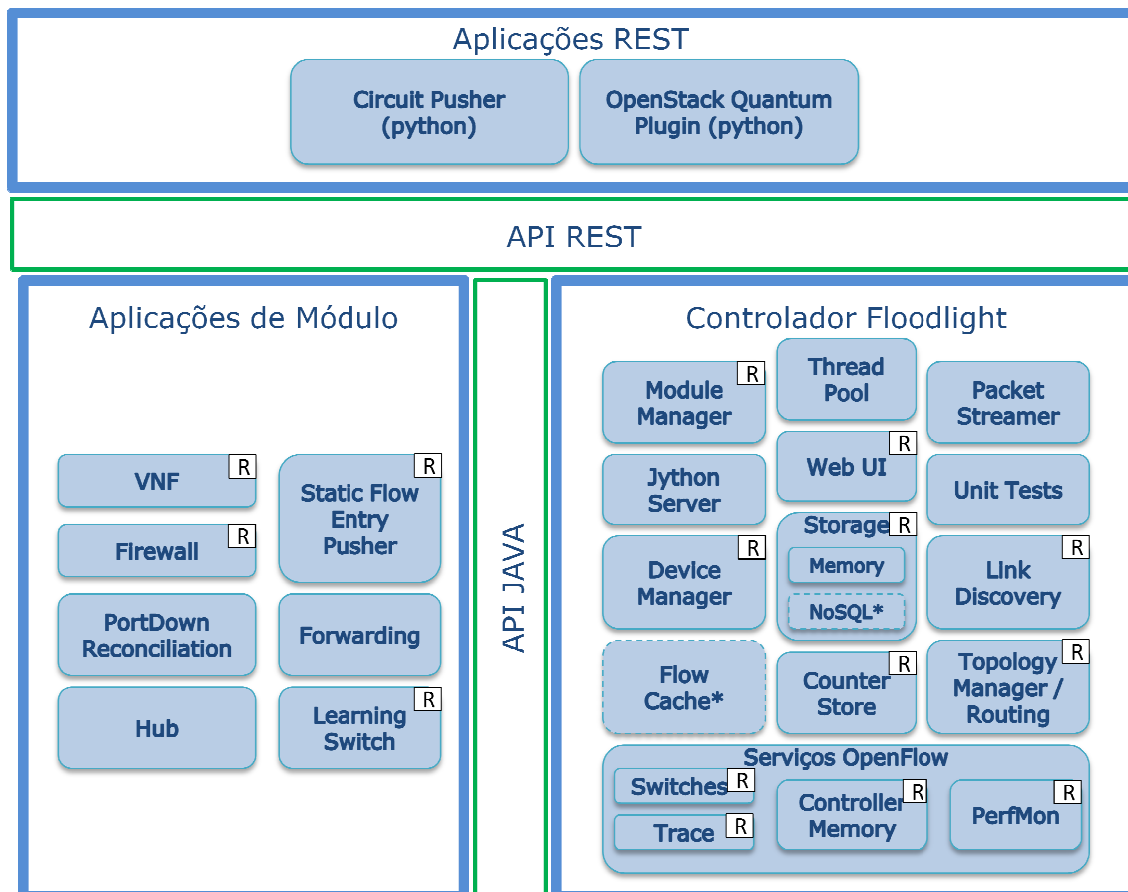 Aplicações REST
Circuit Pusher
(python)
OpenStack Quantum
Plugin (python)
API REST
Aplicações de Módulo
VNF
R
Static Flow
Entry
Pusher
R
Firewall
R
PortDown
Reconciliation
Forwarding
Hub
Learning
Switch
R
API JAVA
Controlador Floodlight
Module
Manager
R
Thread
Pool
Packet
Streamer
Jython
Server
Web UI
R
Unit Tests
Device
Manager
R
Storage
R
Memory
NoSQL*
Link
Discovery
R
Flow
Cache*
Counter
Store
R
Topology
Manager /
Routing
R
Serviços OpenFlow
Switches
R
Trace
R
Controller
Memory
R
PerfMon
R